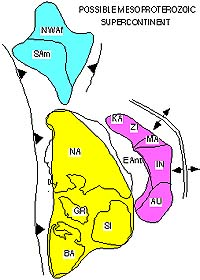 POSSIBLE MESOPROTEROZOIC
SUPERCONTINENT
NWAf
SAm
KA
ZI
MA
NA
EAnt
IN
AU
GR
SI
BA